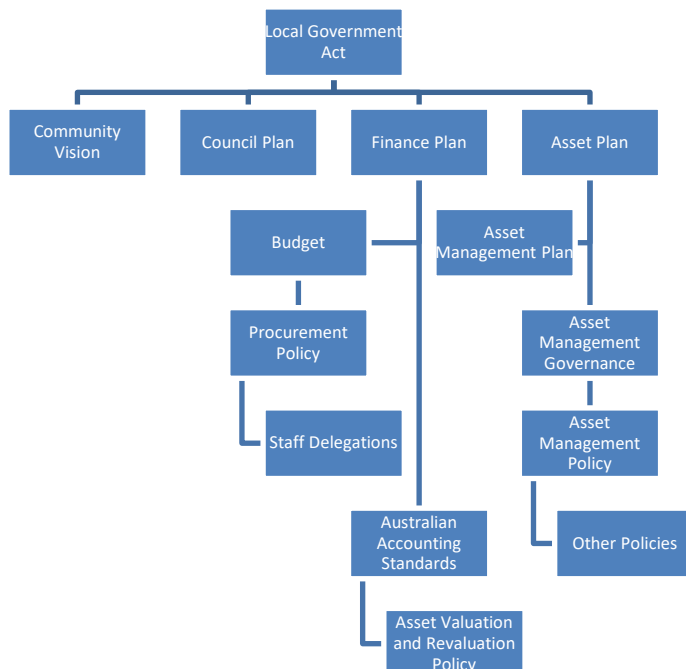 Local Government
Act
Community
Vision
Council Plan
Finance Plan
Asset Plan
Budget
Asset
Management Plan
Procurement
Policy
Asset
Management
Governance
Staff Delegations
Asset
Management
Policy
Australian
Accounting
Standards
Other Policies
Asset Valuation
and Revaluation
Policy